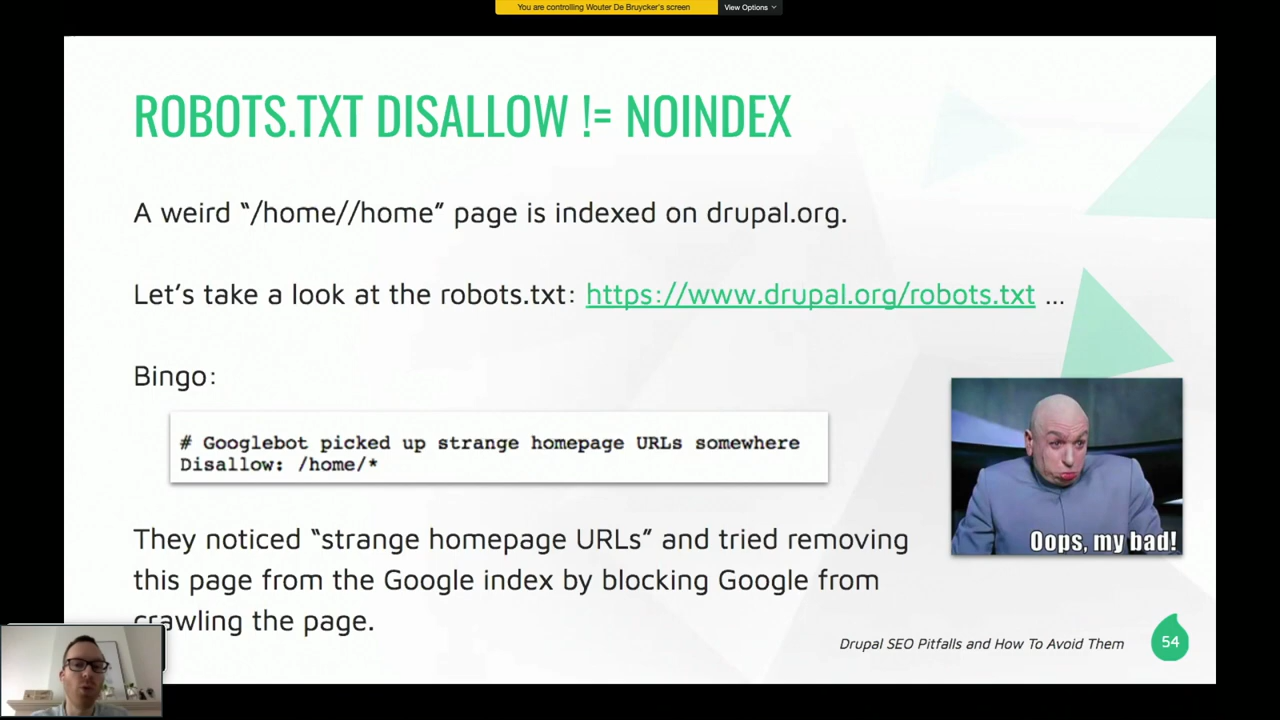 You are controlling Wouter De Bruycker's screen
View Options
ROBOTS.TXT DISALLOW != NOINDEX
A weird “/home//home” page is indexed on drupal.org.
Let’s take a look at the robots.txt: https://www.drupal.org/robots.txt ...
Bingo:
# Googlebot picked up strange homepage URLs somewhere
Disallow: /home/*
Oops, my bad!
They noticed “strange homepage URLs” and tried removing
this page from the Google index by blocking Google from
crawling the page.
Drupal SEO Pitfalls and How To Avoid Them
54